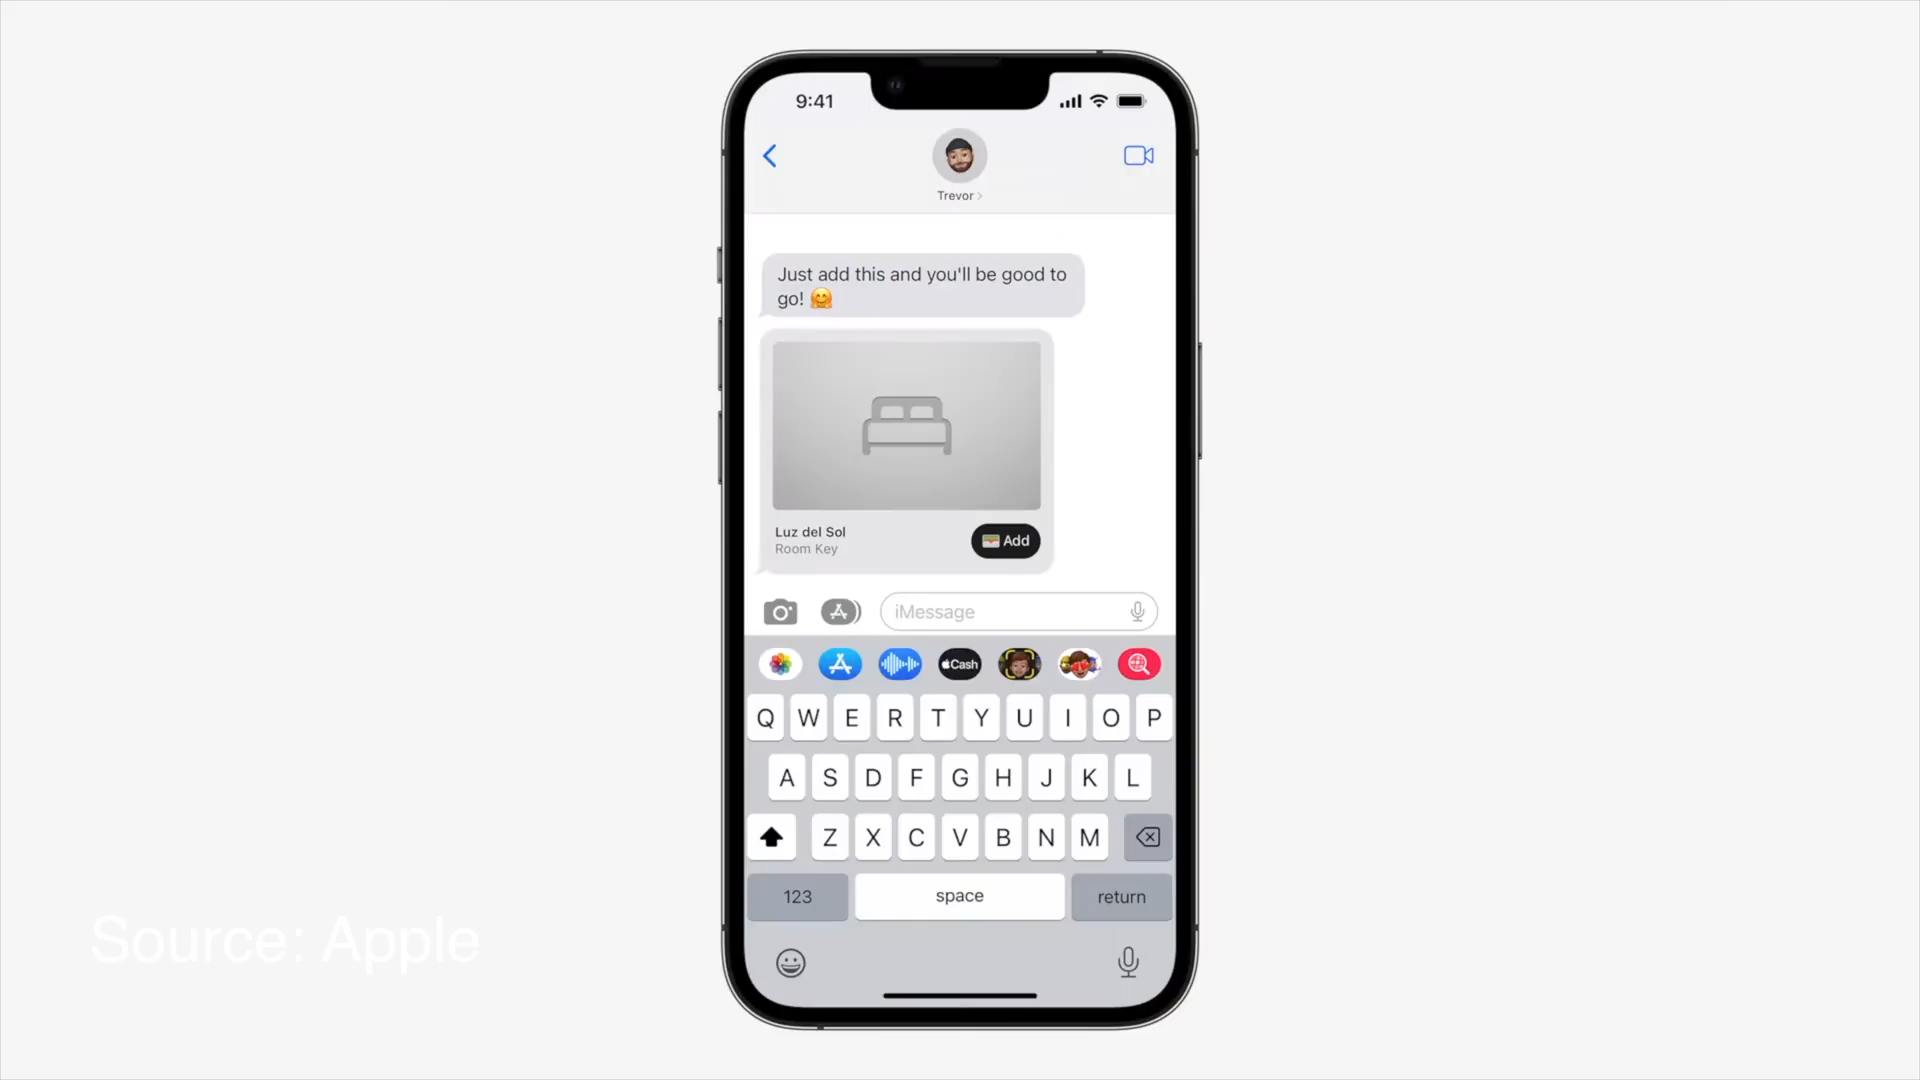 9:41
Trevor
Just add this and you'll be good to
go! 🤗
Luz del Sol
Room Key
Add
iMessage
Cash
Q W E R T Y U I O P
A S D F G H J K L
Z X C V B N M
123 space return
Source: Apple